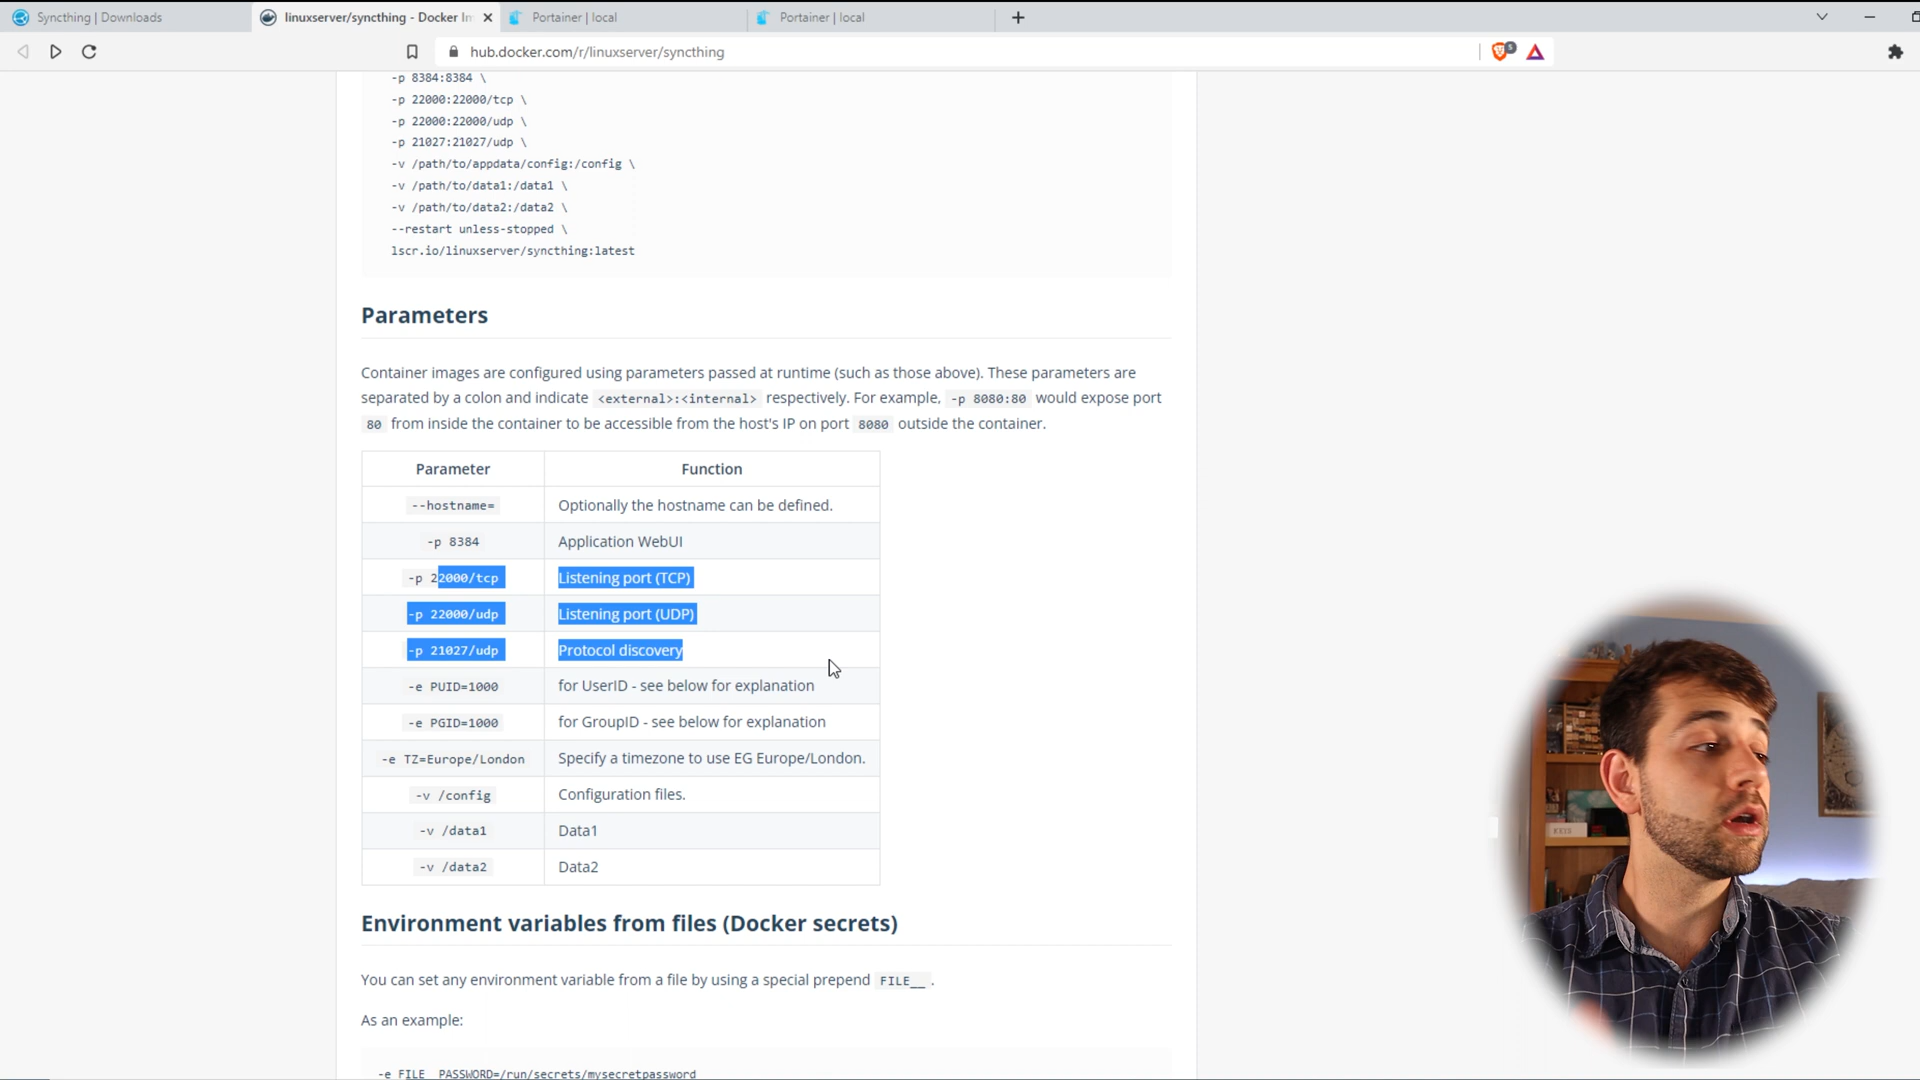 Syncthing | Downloads
linuxserver/syncthing - Docker Im
Portainer | local
Portainer | local
hub.docker.com/r/linuxserver/syncthing
5
-p 8384:8384 \
-p 22000:22000/tcp \
-p 22000:22000/udp \
-p 21027:21027/udp \
-v /path/to/appdata/config:/config \
-v /path/to/data1:/data1 \
-v /path/to/data2:/data2 \
--restart unless-stopped \
lscr.io/linuxserver/syncthing:latest
Parameters
Container images are configured using parameters passed at runtime (such as those above). These parameters are
separated by a colon and indicate <external>:<internal> respectively. For example, -p 8080:80 would expose port
80 from inside the container to be accessible from the host's IP on port 8080 outside the container.
Parameter Function
--hostname= Optionally the hostname can be defined.
-p 8384 Application WebUI
-p 22000/tcp Listening port (TCP)
-p 22000/udp Listening port (UDP)
-p 21027/udp Protocol discovery
-e PUID=1000 for UserID - see below for explanation
-e PGID=1000 for GroupID - see below for explanation
-e TZ=Europe/London Specify a timezone to use EG Europe/London.
-v /config Configuration files.
-v /data1 Data1
-v /data2 Data2
Environment variables from files (Docker secrets)
You can set any environment variable from a file by using a special prepend FILE__ .
As an example:
-e FILE__PASSWORD=/run/secrets/mysecretpassword